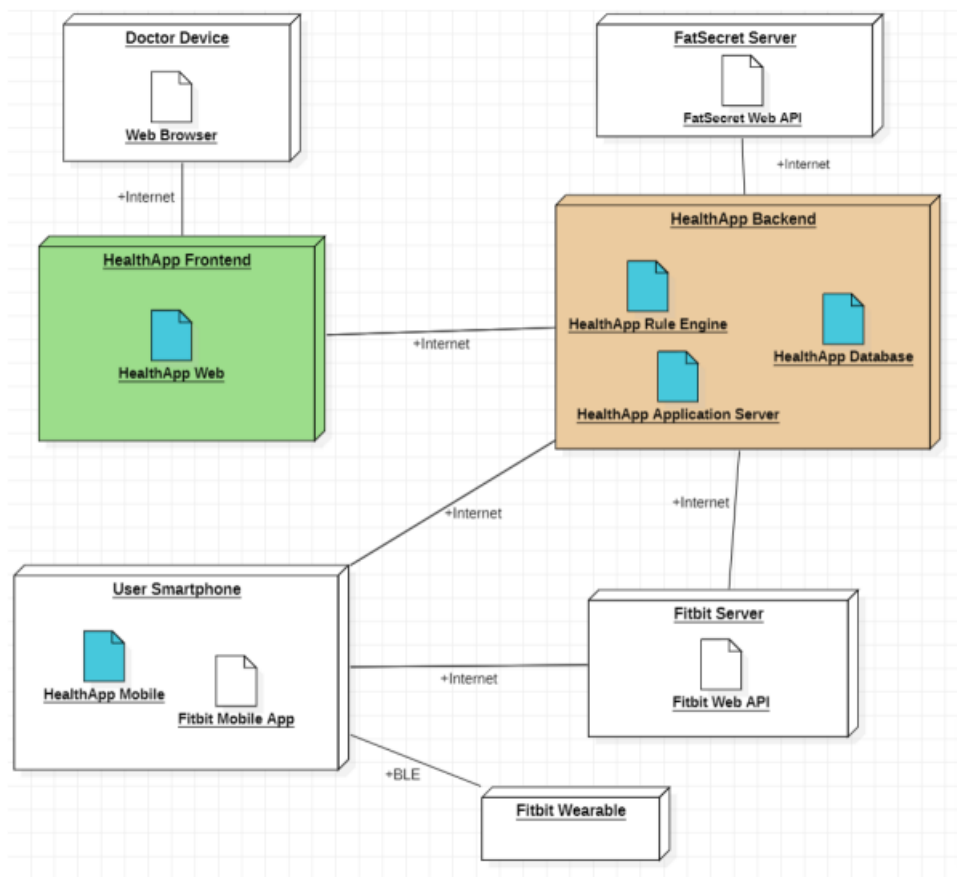 Doctor Device
Web Browser
+Internet
FatSecret Server
FatSecret Web API
+Internet
HealthApp Frontend
HealthApp Web
+Internet
HealthApp Backend
HealthApp Rule Engine
HealthApp Database
HealthApp Application Server
+Internet
+Internet
User Smartphone
HealthApp Mobile
Fitbit Mobile App
+Internet
Fitbit Server
Fitbit Web API
+BLE
Fitbit Wearable